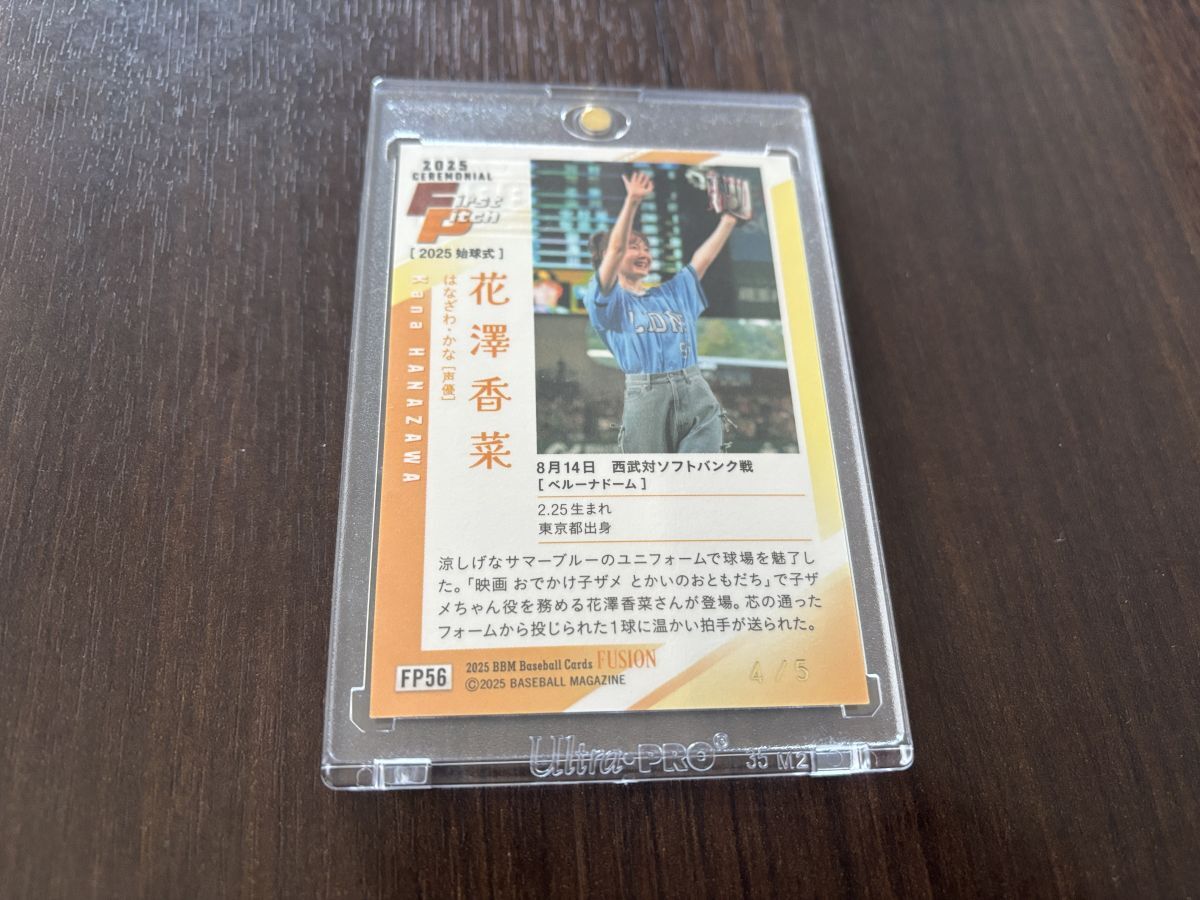 2025
CEREMONIAL
First
Pitch
[ 2025 始球式 ]
花澤香菜
はなざわ・かな [声優]
Kana HANAZAWA
8月14日 西武対ソフトバンク戦
[ ベルーナドーム ]
2.25生まれ
東京都出身
涼しげなサマーブルーのユニフォームで球場を魅了し
た。「映画 おでかけ子ザメ とかいのおともだち」で子ザ
メちゃん役を務める花澤香菜さんが登場。芯の通った
フォームから投じられた1球に温かい拍手が送られた。
FP56
2025 BBM Baseball Cards FUSION
©2025 BASEBALL MAGAZINE
4/5
Ultra·PRO®
35 M2